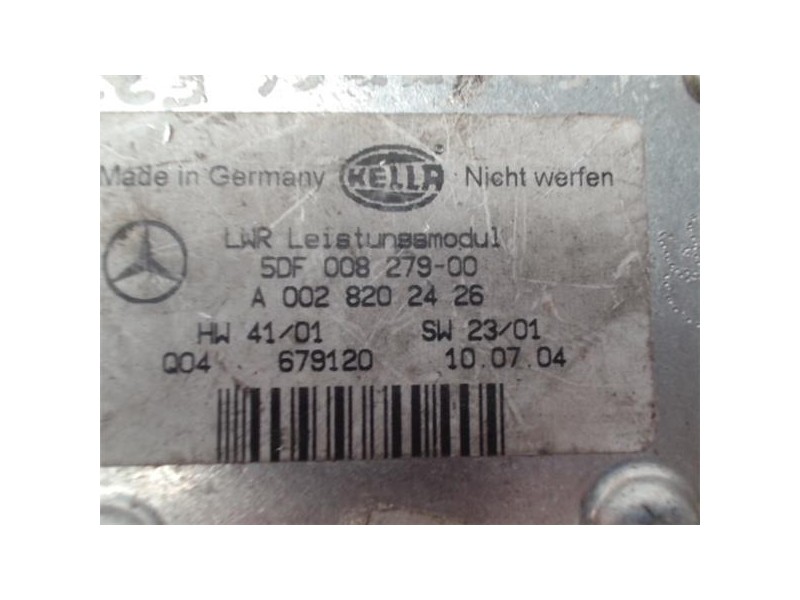 Made in Germany HELLA ® Nicht werfen
LWR Leistungsmodul
5DF 008 279-00
A 002 820 24 26
HW 41/01 SW 23/01
Q04 679120 10.07.04